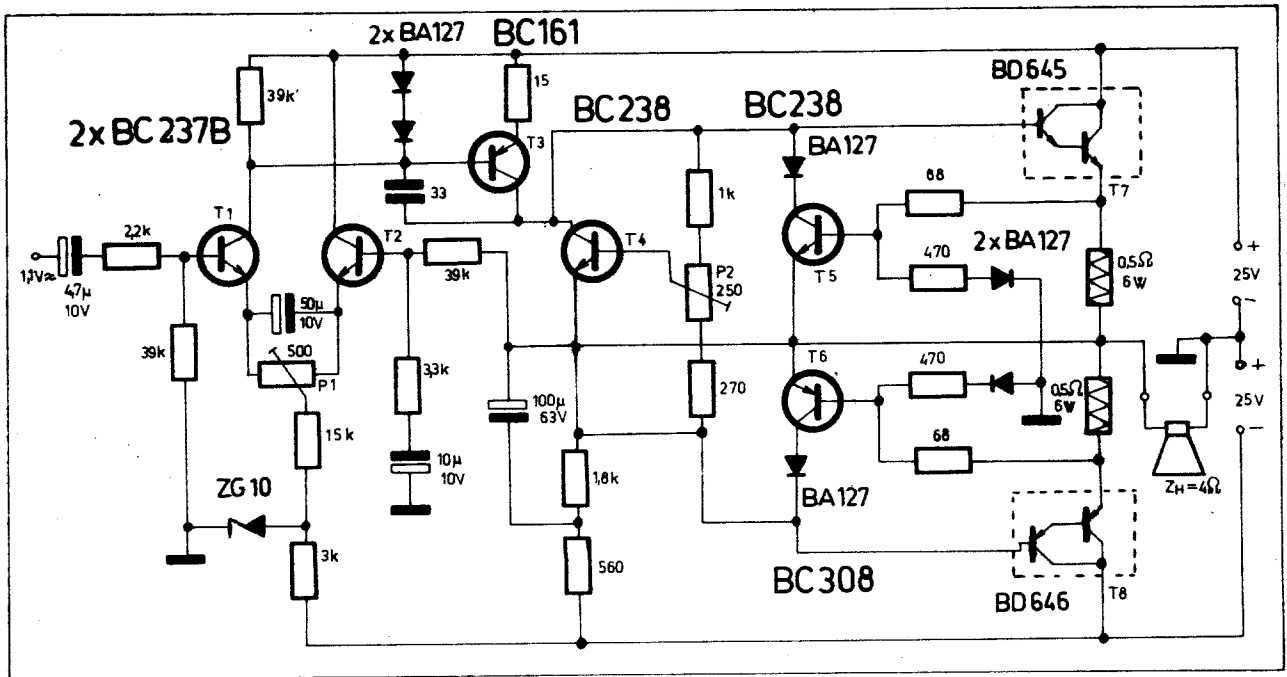 2x BA127
BC161
BD645
39k
15
BC238
BC238
BA127
2x BC237B
T3
33
1k
68
T7
T1
2,2k
T2
39k
T4
T5
470
2x BA127
0,5Ω
6W
+
25V
-
1,1V≈
47μ
10V
50μ
10V
P2
250
39k
500
P1
3,3k
T6
470
270
100μ
63V
0,5Ω
6W
+
25V
-
15k
10μ
10V
1,8k
68
ZG10
BA127
ZH=4Ω
3k
560
BC308
BD646
T8